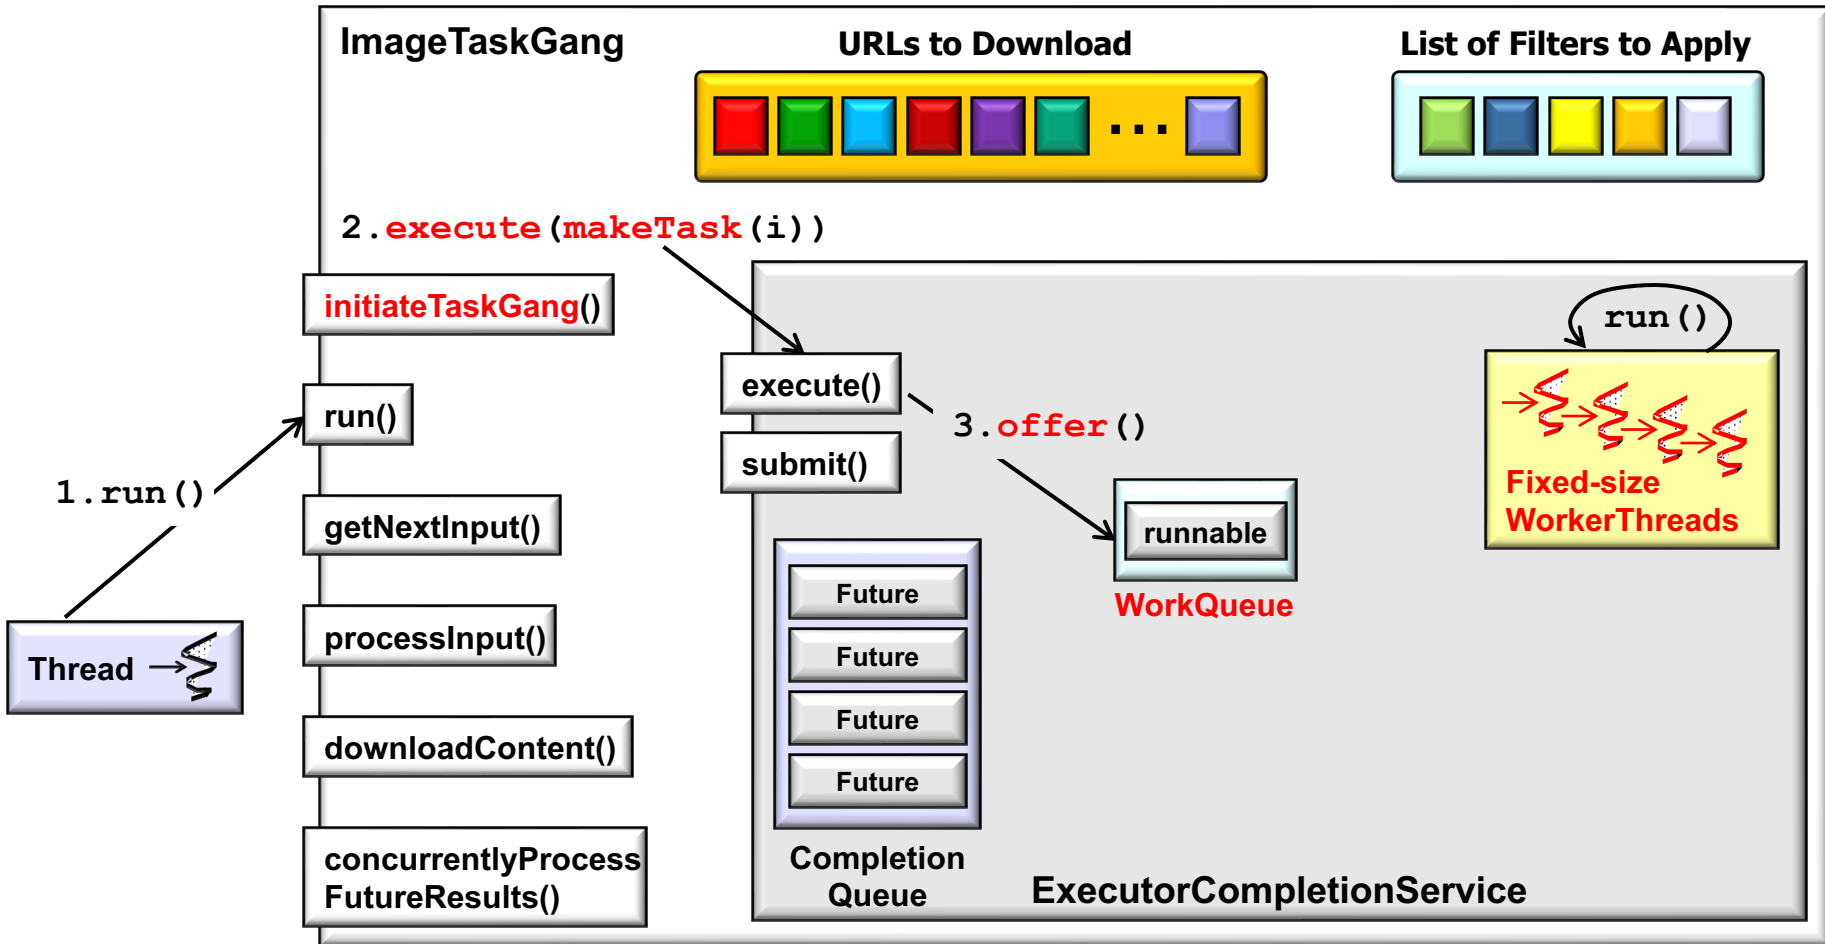 ImageTaskGang
URLs to Download
List of Filters to Apply
...
2.execute(makeTask(i))
initiateTaskGang()
run()
execute()
run()
3.offer()
submit()
1.run()
Fixed-size
WorkerThreads
getNextInput()
runnable
Future
WorkQueue
processInput()
Future
Thread
Future
downloadContent()
Future
concurrentlyProcess
FutureResults()
Completion
Queue
ExecutorCompletionService